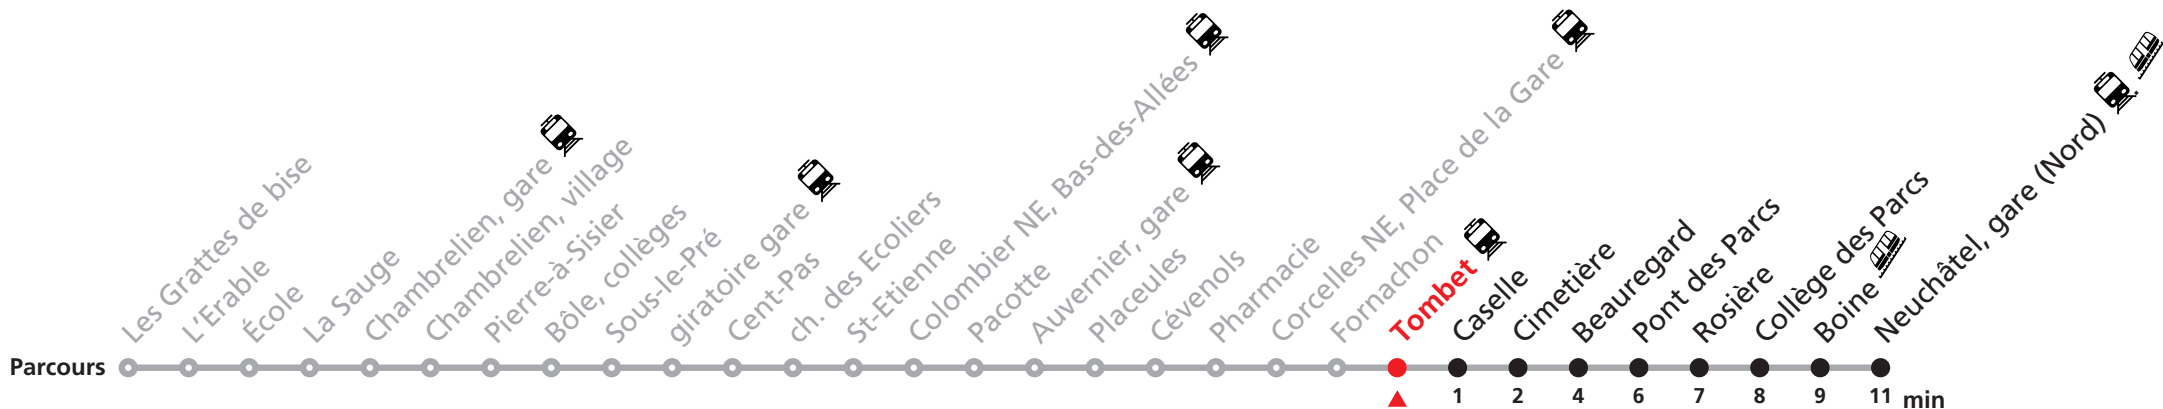 Les Grattes de bise
L'Erable
École
La Sauge
Chambrelien, gare
Chambrelien, village
Pierre-à-Sisier
Bôle, collèges
Sous-le-Pré
giratoire gare
Cent-Pas
ch. des Ecoliers
St-Etienne
Colombier NE, Bas-des-Allées
Pacotte
Auvernier, gare
Placeules
Cévenols
Pharmacie
Corcelles NE, Place de la Gare
Fornachon
Tombet
Caselle
Cimetière
Beauregard
Pont des Parcs
Rosière
Collège des Parcs
Boine
Neuchâtel, gare (Nord)
Parcours
1 2 4 6 7 8 9 11 min